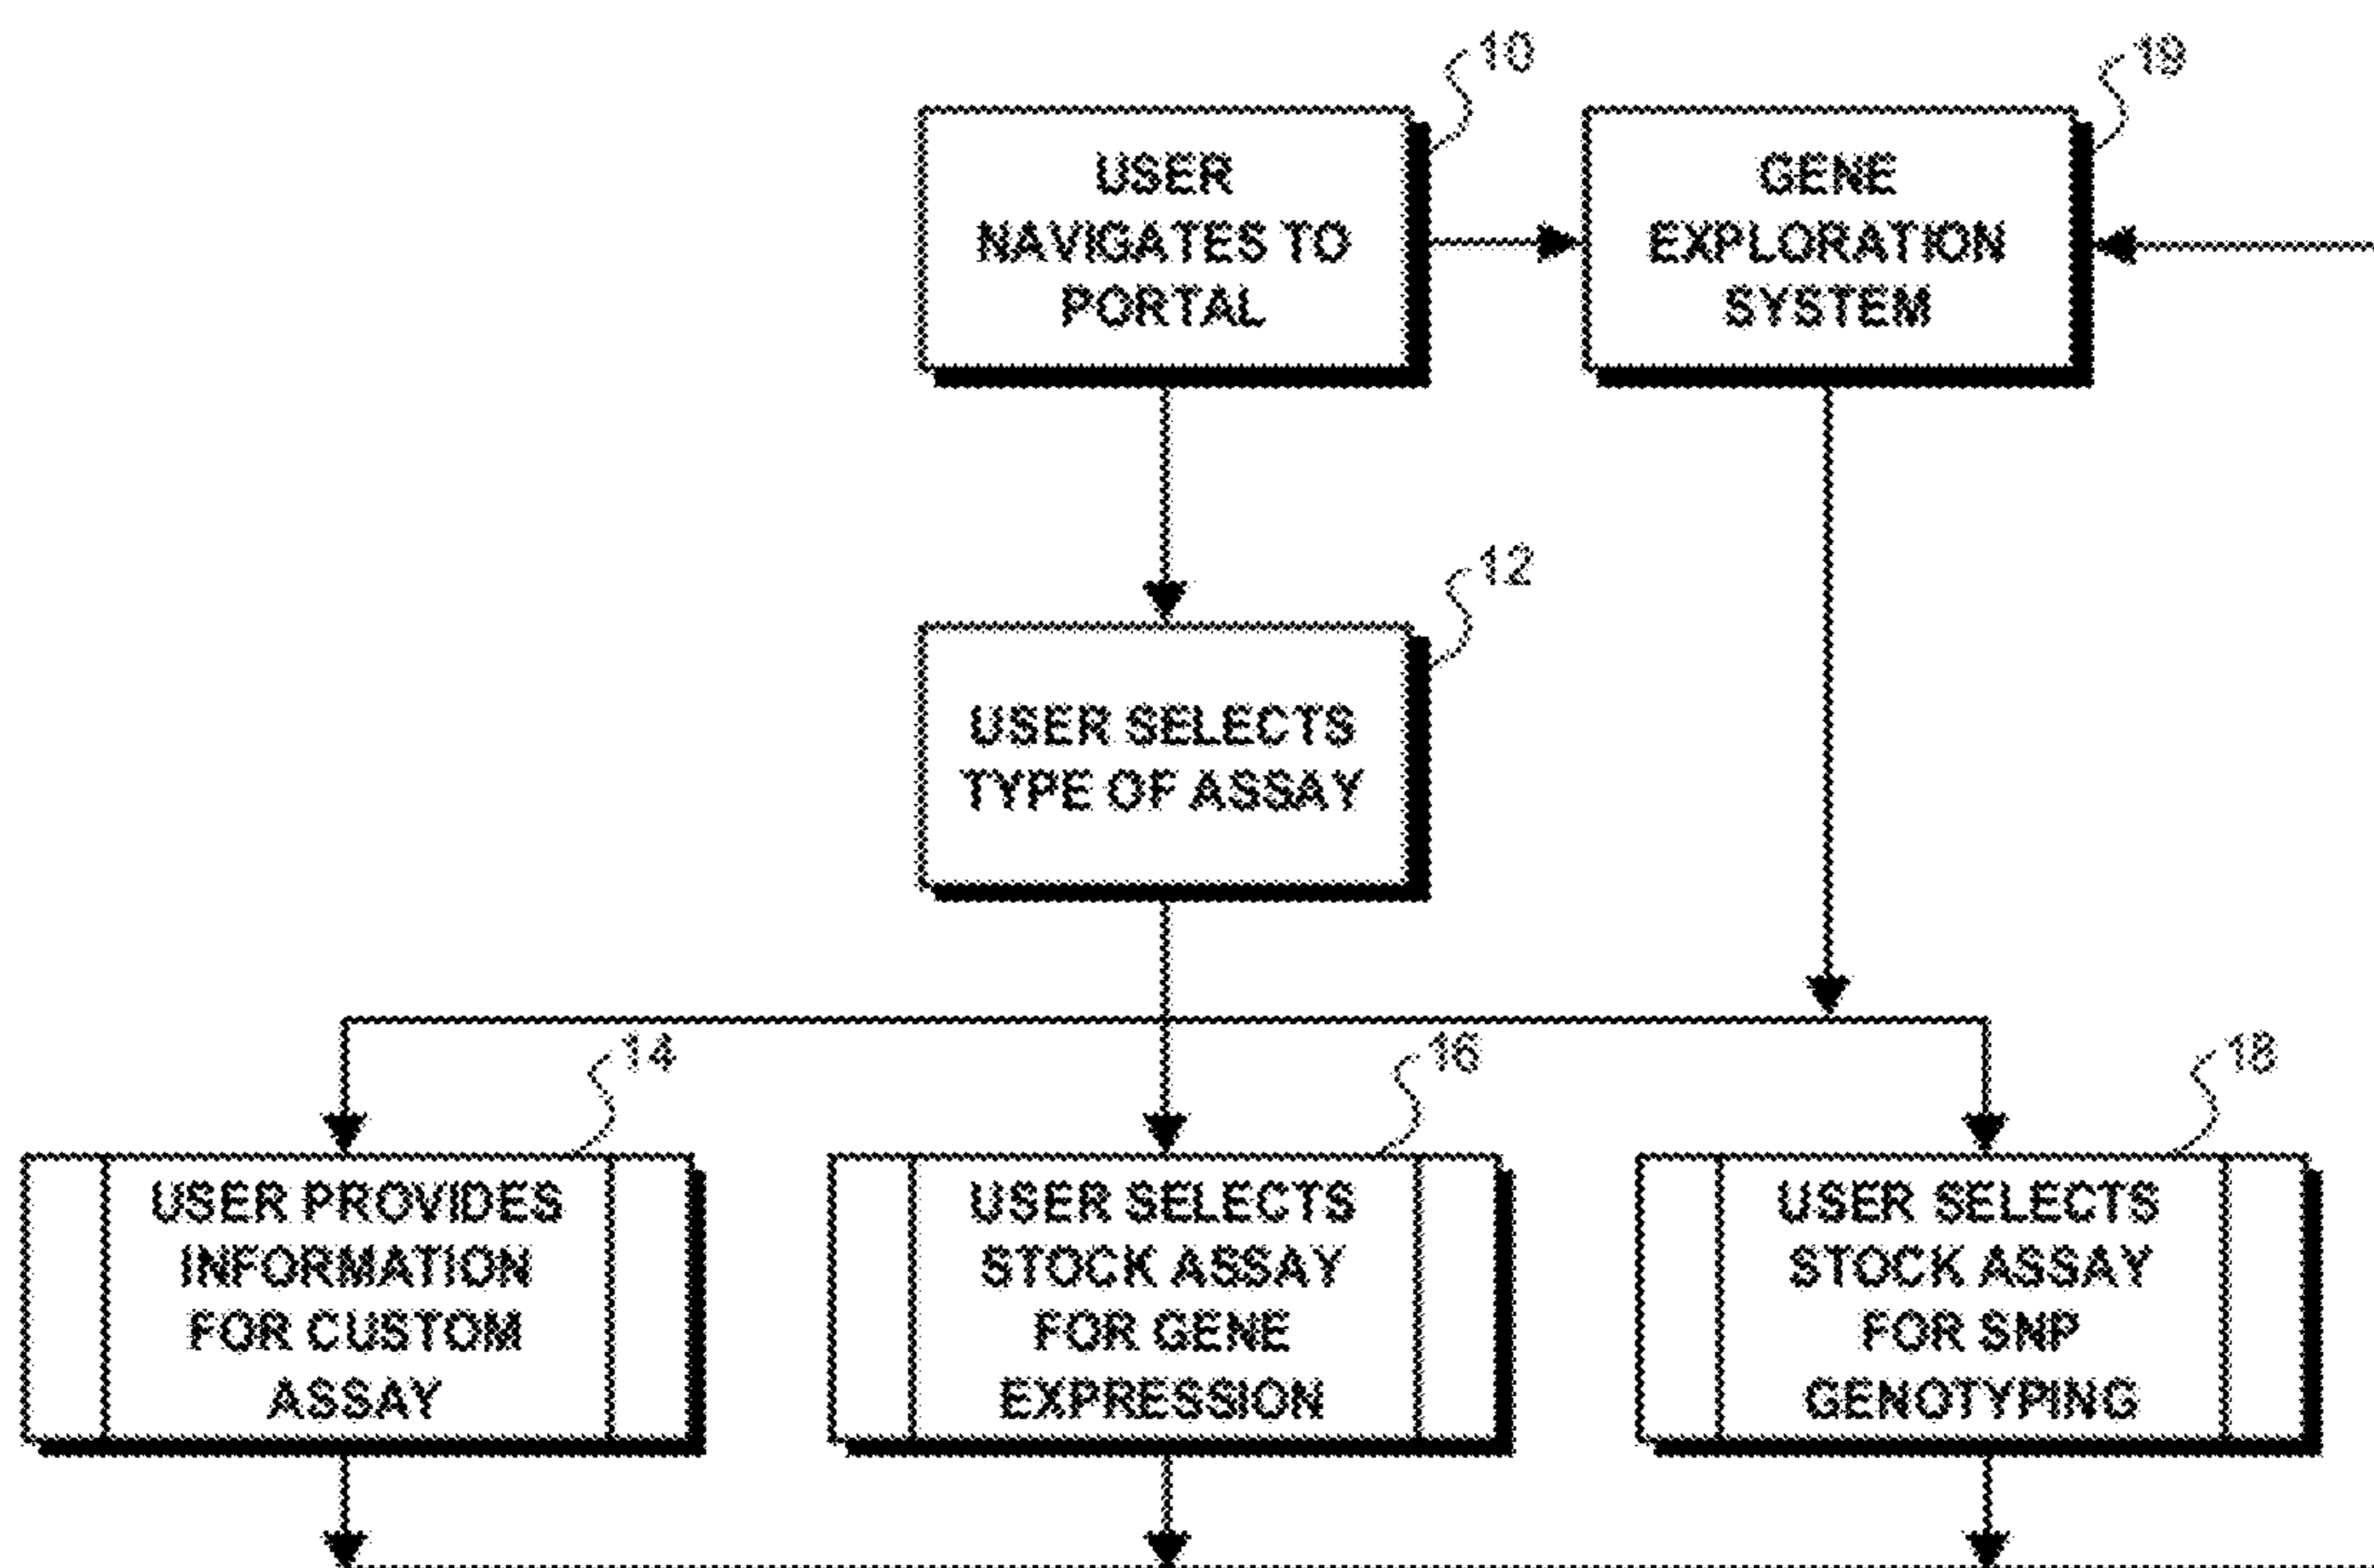 10
USER
NAVIGATES TO
PORTAL
19
GENE
EXPLORATION
SYSTEM
12
USER SELECTS
TYPE OF ASSAY
14
USER PROVIDES
INFORMATION
FOR CUSTOM
ASSAY
16
USER SELECTS
STOCK ASSAY
FOR GENE
EXPRESSION
18
USER SELECTS
STOCK ASSAY
FOR SNP
GENOTYPING